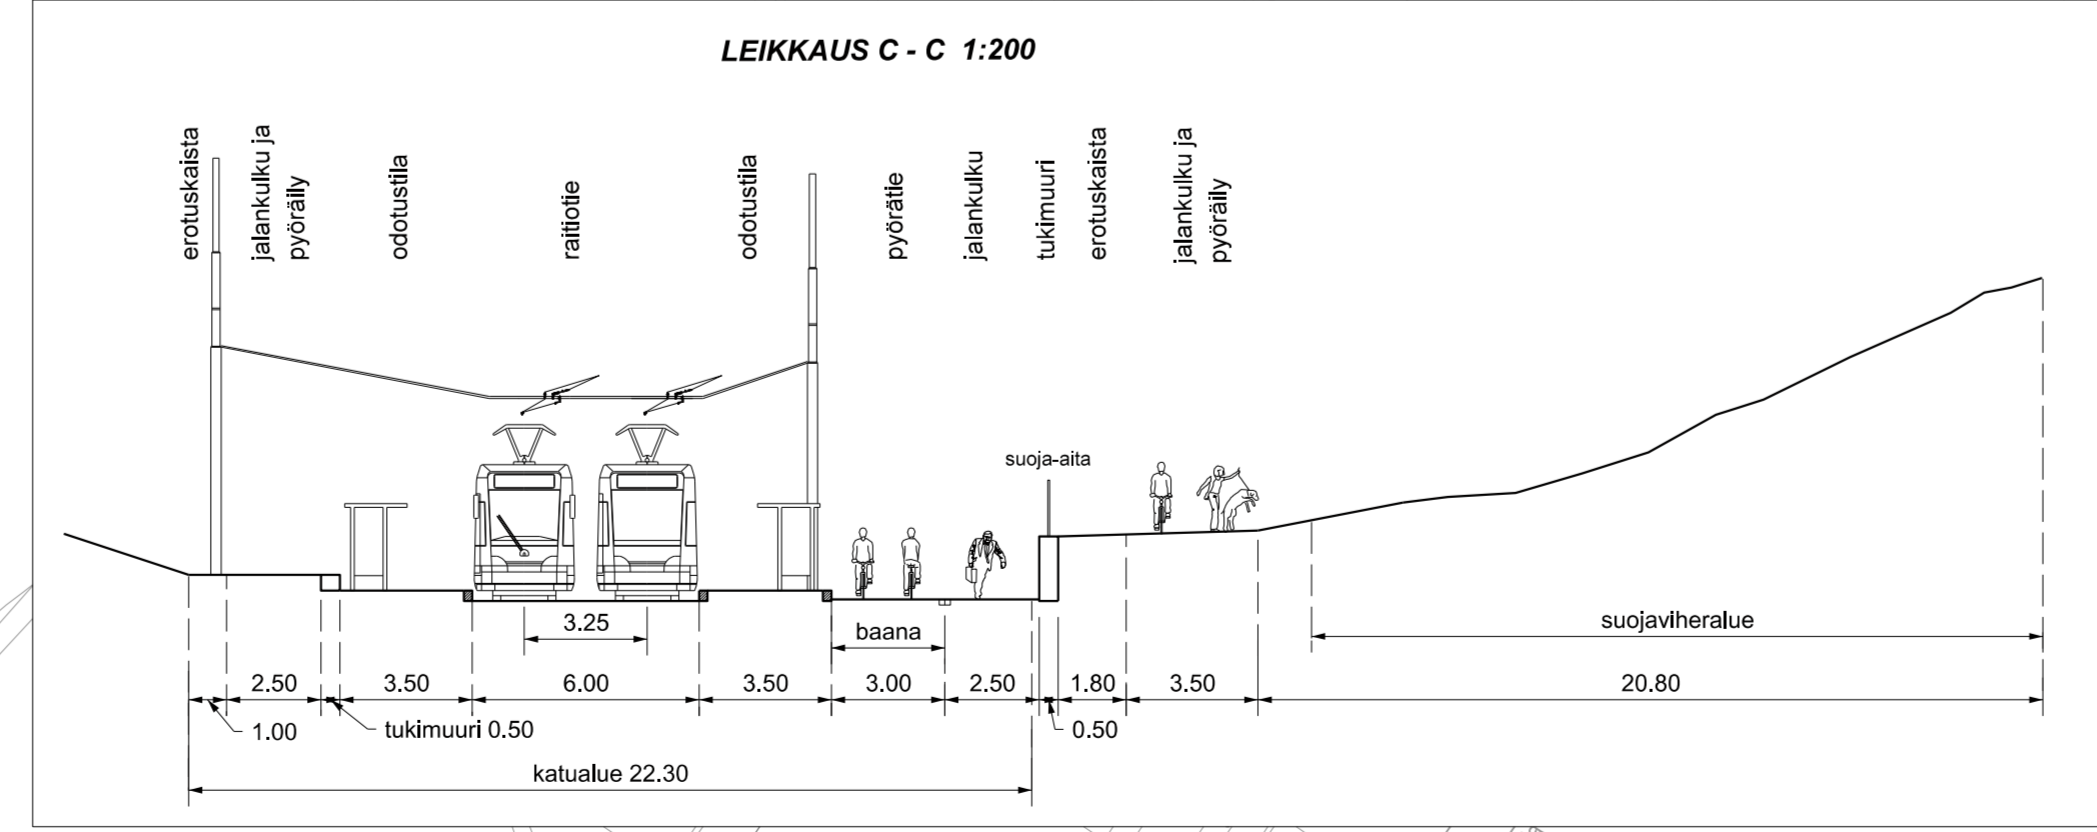 LEIKKAUS C - C 1:200
erotuskaista
jalankulku ja
pyöräily
odotustila
raitiotie
odotustila
pyörätie
jalankulku
tukimuuri
erotuskaista
jalankulku ja
pyöräily
suoja-aita
3.25
baana
suojaviheralue
2.50
3.50
6.00
3.50
3.00
2.50
1.80
3.50
20.80
1.00
tukimuuri 0.50
0.50
katualue 22.30